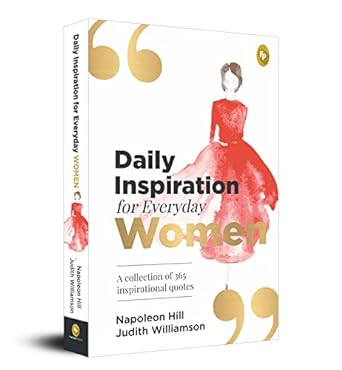 Daily Inspiration for Everyday WOMEN
Napoleon Hill
Judith Williamson
Fp
Daily
Inspiration
for Everyday
Women
A collection of 365
inspirational quotes
Napoleon Hill
Judith Williamson